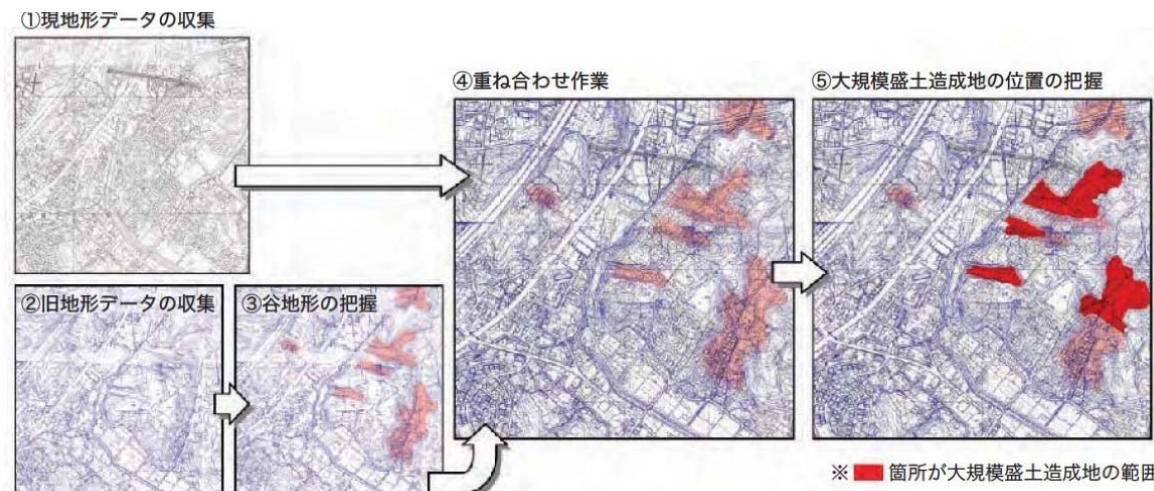 ①現地形データの収集
④重ね合わせ作業
⑤大規模盛土造成地の位置の把握
②旧地形データの収集
③谷地形の把握
※ 箇所が大規模盛土造成地の範囲